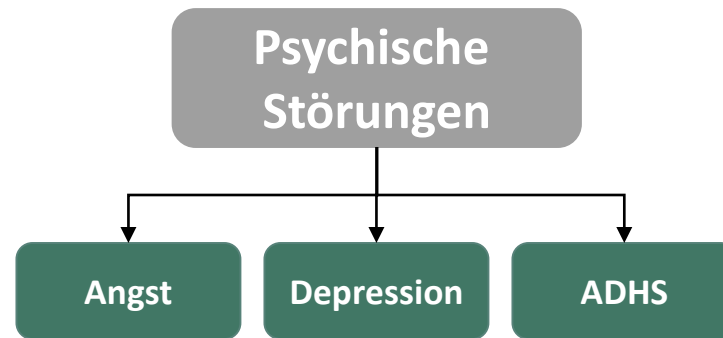 Psychische
Störungen
Angst
Depression
ADHS